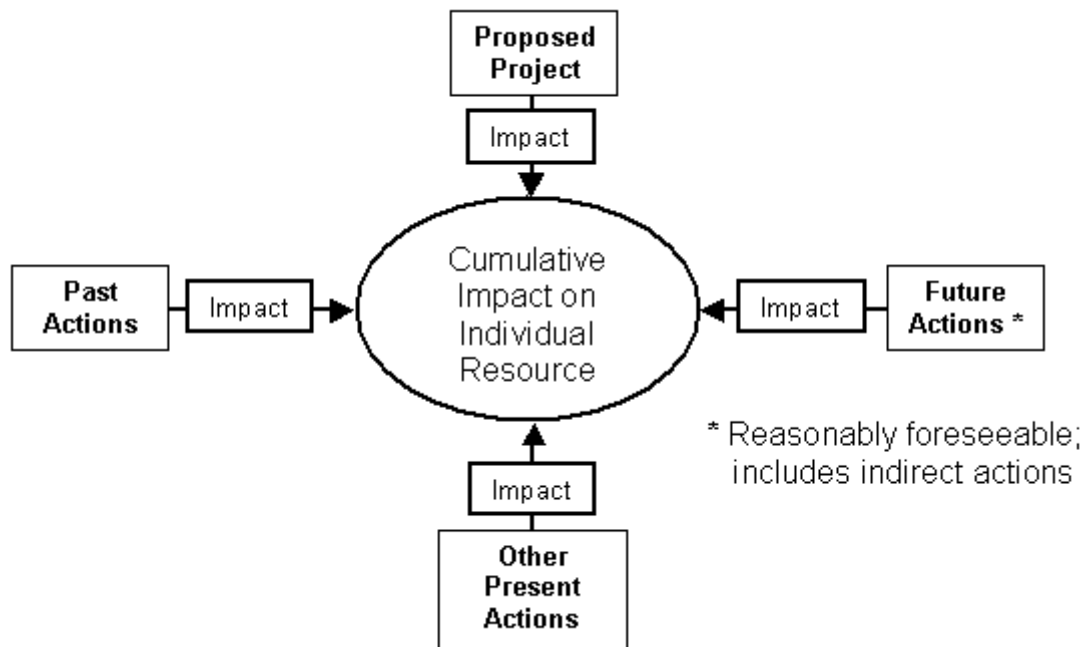 Proposed
Project
Impact
Past
Actions
Impact
Cumulative
Impact on
Individual
Resource
Impact
Future
Actions *
* Reasonably foreseeable;
includes indirect actions
Impact
Other
Present
Actions